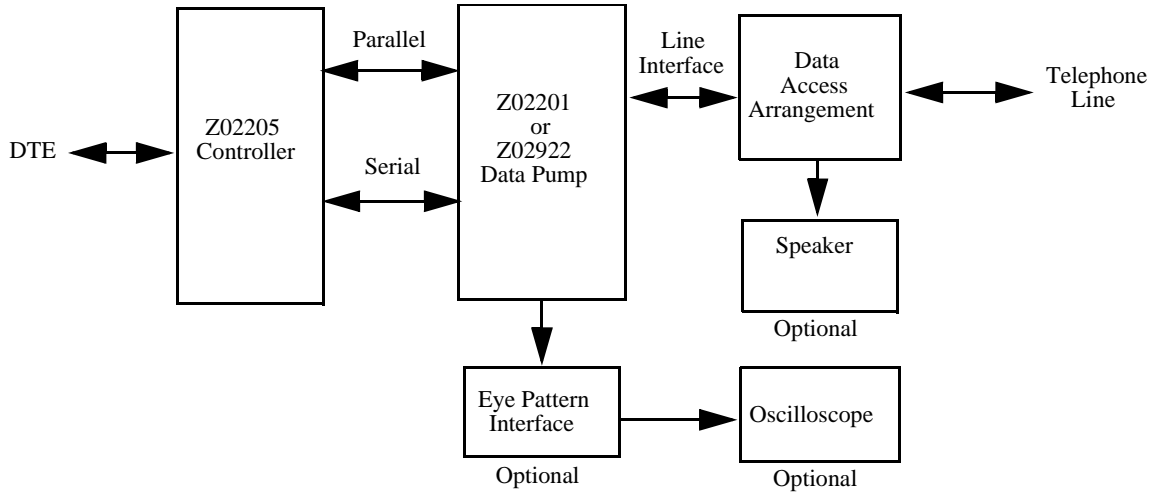 Parallel
Serial
DTE
Z02205
Controller
Z02201
or
Z02922
Data Pump
Line
Interface
Data
Access
Arrangement
Telephone
Line
Speaker
Optional
Eye Pattern
Interface
Optional
Oscilloscope
Optional